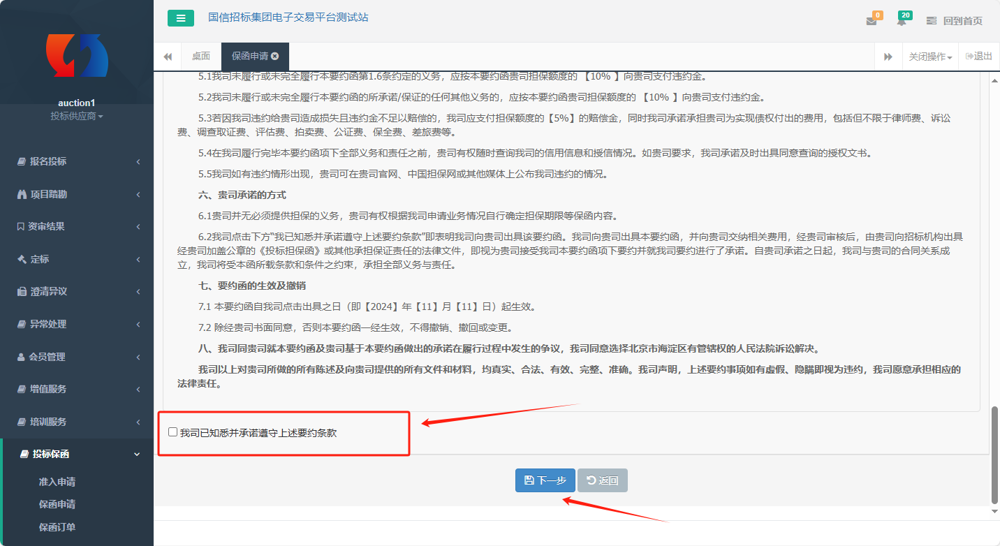 国信招标集团电子交易平台测试站
0
20
回到首页
桌面
保函申请
关闭操作
退出
auction1
投标供应商
报名投标
项目踏勘
资审结果
定标
澄清异议
异常处理
会员管理
增值服务
培训服务
投标保函
准入申请
保函申请
保函订单
5.1我司未履行或未完全履行本要约函第1.6条约定的义务，应按本要约函贵司担保额度的 【10% 】向贵司支付违约金。
5.2我司未履行或未完全履行本要约函的所承诺/保证的任何其他义务的，应按本要约函贵司担保额度的 【10% 】向贵司支付违约金。
5.3若因我司违约给贵司造成损失且违约金不足以赔偿的，我司应支付担保额度的【5%】的赔偿金，同时我司承诺承担贵司为实现债权付出的费用，包括但不限于律师费、诉讼
费、调查取证费、评估费、拍卖费、公证费、保全费、差旅费等。
5.4在我司履行完毕本要约函项下全部义务和责任之前，贵司有权随时查询我司的信用信息和授信情况。如贵司要求，我司承诺及时出具同意查询的授权文书。
5.5我司如有违约情形出现，贵司可在贵司官网、中国担保网或其他媒体上公布我司违约的情况。
六、贵司承诺的方式
6.1贵司并无必须提供担保的义务，贵司有权根据我司申请业务情况自行确定担保期限等保函内容。
6.2我司点击下方“我已知悉并承诺遵守上述要约条款”即表明我司向贵司出具该要约函。我司向贵司出具本要约函，并向贵司交纳相关费用，经贵司审核后，由贵司向招标机构出具
经贵司加盖公章的《投标担保函》或其他承担保证责任的法律文件，即视为贵司接受我司本要约函项下要约并就我司要约进行了承诺。自贵司承诺之日起，我司与贵司的合同关系成
立，我司将受本函所载条款和条件之约束，承担全部义务与责任。
七、要约函的生效及撤销
7.1 本要约函自我司点击出具之日（即【2024】年【11】月【11】日）起生效。
7.2 除经贵司书面同意，否则本要约函一经生效，不得撤销、撤回或变更。
八、我司同贵司就本要约函及贵司基于本要约函做出的承诺在履行过程中发生的争议，我司同意选择北京市海淀区有管辖权的人民法院诉讼解决。
我司以上对贵司所做的所有陈述及向贵司提供的所有文件和材料，均真实、合法、有效、完整、准确。我司声明，上述要约事项如有虚假、隐瞒即视为违约，我司愿意承担相应的
法律责任。
我司已知悉并承诺遵守上述要约条款
下一步
返回